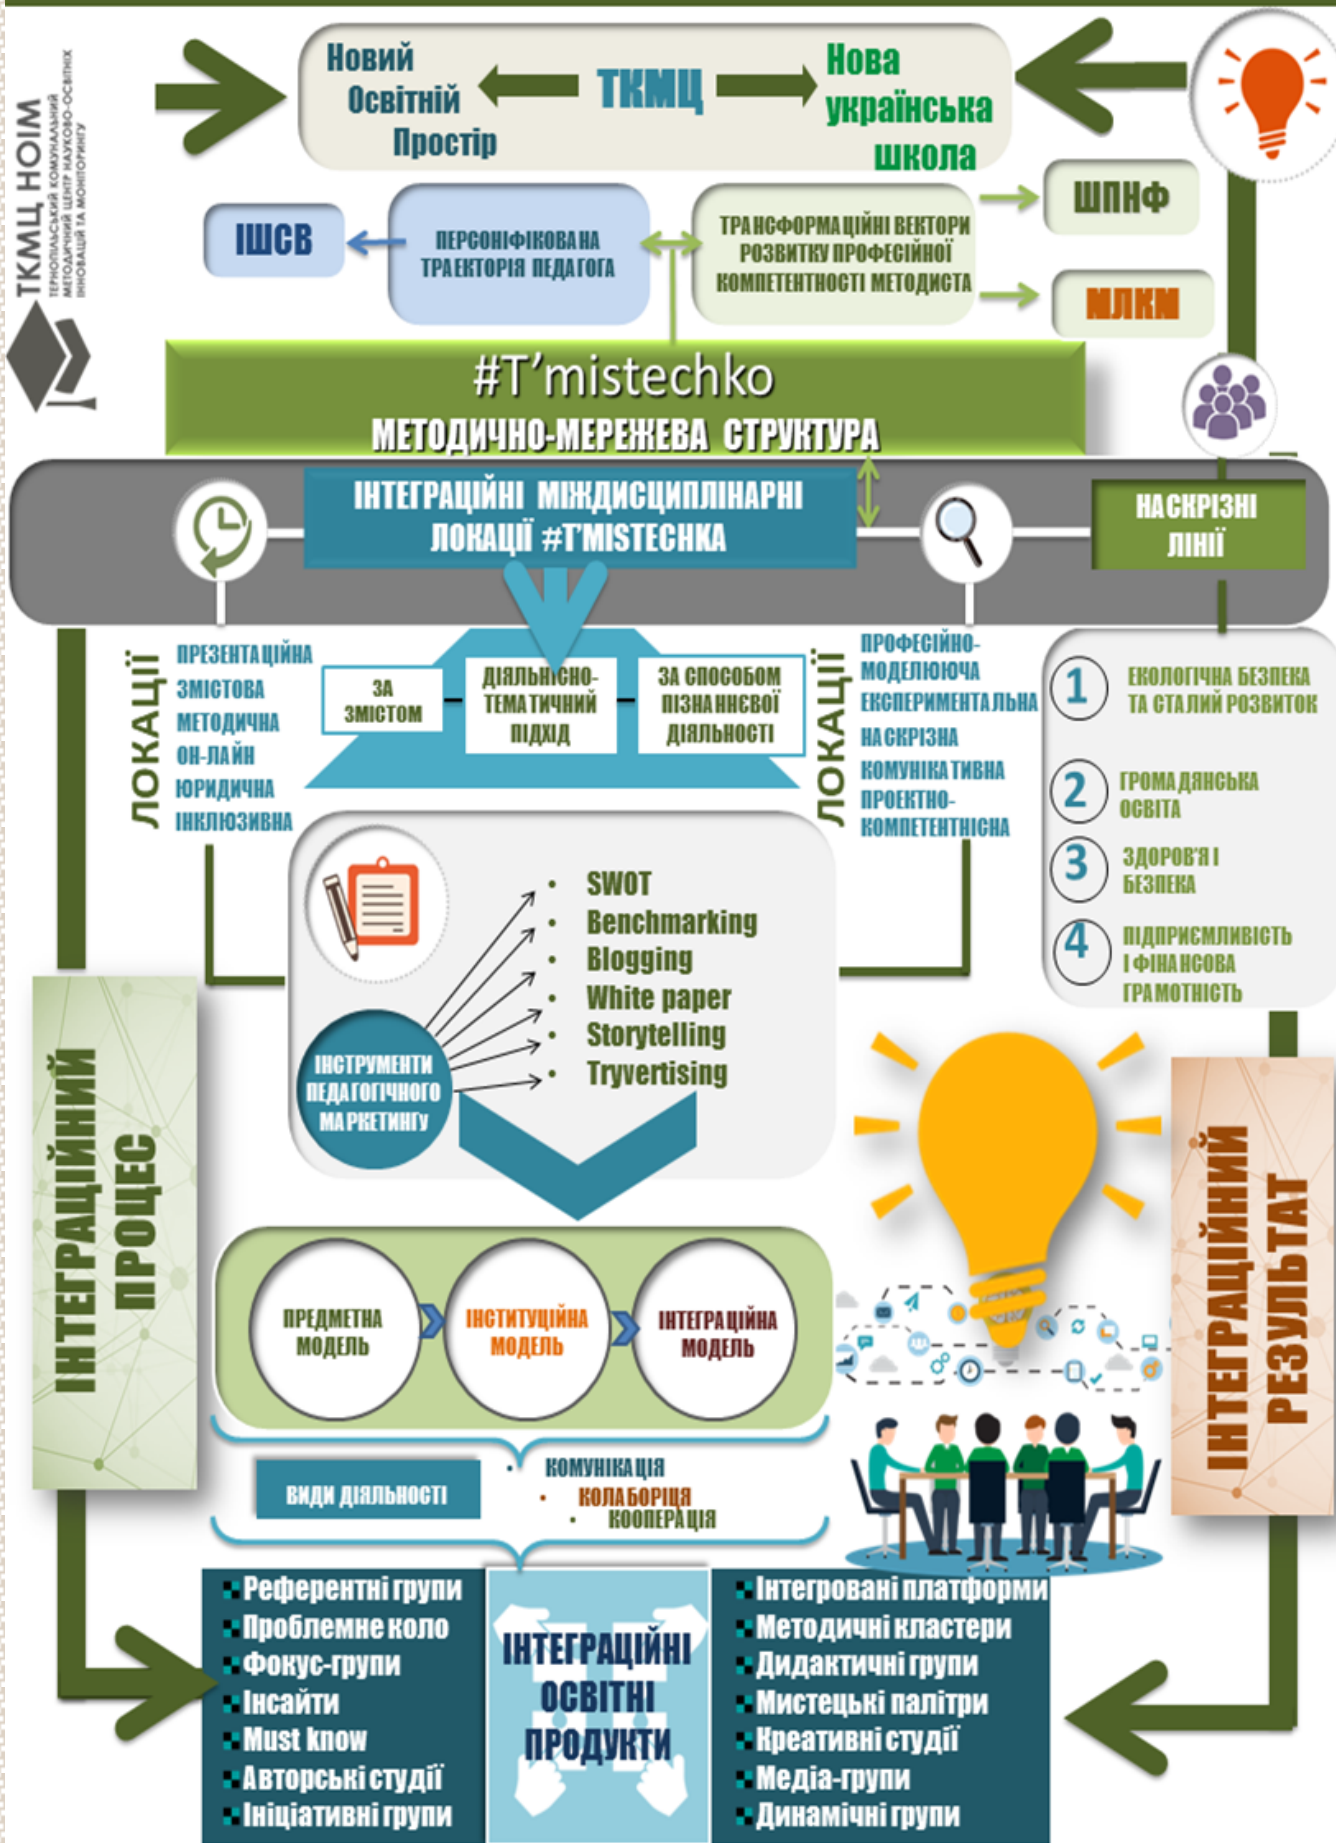 ТКМЦ НОІМ
ТЕРНОПІЛЬСЬКИЙ КОМУНАЛЬНИЙ
МЕТОДИЧНИЙ ЦЕНТР НАУКОВО-ОСВІТНІХ
ІННОВАЦІЙ ТА МОНІТОРИНГУ
Новий
Освітній
Простір
ТКМЦ
Нова
українська
школа
ІШСВ
ПЕРСОНІФІКОВАНА
ТРАЕКТОРІЯ ПЕДАГОГА
ТРАНСФОРМАЦІЙНІ ВЕКТОРИ
РОЗВИТКУ ПРОФЕСІЙНОЇ
КОМПЕТЕНТНОСТІ МЕТОДИСТА
ШПНФ
МЛКМ
#T'mistechko
МЕТОДИЧНО-МЕРЕЖЕВА СТРУКТУРА
ІНТЕГРАЦІЙНІ МІЖДИСЦИПЛІНАРНІ
ЛОКАЦІЇ #T'MISTECHKA
НАСКРІЗНІ
ЛІНІЇ
ЛОКАЦІЇ
ПРЕЗЕНТАЦІЙНА
ЗМІСТОВА
МЕТОДИЧНА
ОН-ЛАЙН
ЮРИДИЧНА
ІНКЛЮЗИВНА
ЗА
ЗМІСТОМ
ДІЯЛЬНІСНО-
ТЕМАТИЧНИЙ
ПІДХІД
ЗА СПОСОБОМ
ПІЗНАННЄВОЇ
ДІЯЛЬНОСТІ
ЛОКАЦІЇ
ПРОФЕСІЙНО-
МОДЕЛЮЮЧА
ЕКСПЕРИМЕНТАЛЬНА
НАСКРІЗНА
КОМУНІКАТИВНА
ПРОЕКТНО-
КОМПЕТЕНТНІСНА
1 ЕКОЛОГІЧНА БЕЗПЕКА
ТА СТАЛИЙ РОЗВИТОК
2 ГРОМАДЯНСЬКА
ОСВІТА
3 ЗДОРОВ'Я І
БЕЗПЕКА
4 ПІДПРИЄМЛИВІСТЬ
І ФІНАНСОВА
ГРАМОТНІСТЬ
• SWOT
• Benchmarking
• Blogging
• White paper
• Storytelling
• Tryvertising
ІНСТРУМЕНТИ
ПЕДАГОГІЧНОГО
МАРКЕТИНГу
ІНТЕГРАЦІЙНИЙ
ПРОЦЕС
ІНТЕГРАЦІЙНИЙ
РЕЗУЛЬТАТ
ПРЕДМЕТНА
МОДЕЛЬ
ІНСТИТУЦІЙНА
МОДЕЛЬ
ІНТЕГРАЦІЙНА
МОДЕЛЬ
ВИДИ ДІЯЛЬНОСТІ
• КОМУНІКАЦІЯ
• КОЛАБОРІЦЯ
• КООПЕРАЦІЯ
Референтні групи
Проблемне коло
Фокус-групи
Інсайти
Must know
Авторські студії
Ініціативні групи
ІНТЕГРАЦІЙНІ
ОСВІТНІ
ПРОДУКТИ
Інтегровані платформи
Методичні кластери
Дидактичні групи
Мистецькі палітри
Креативні студії
Медіа-групи
Динамічні групи